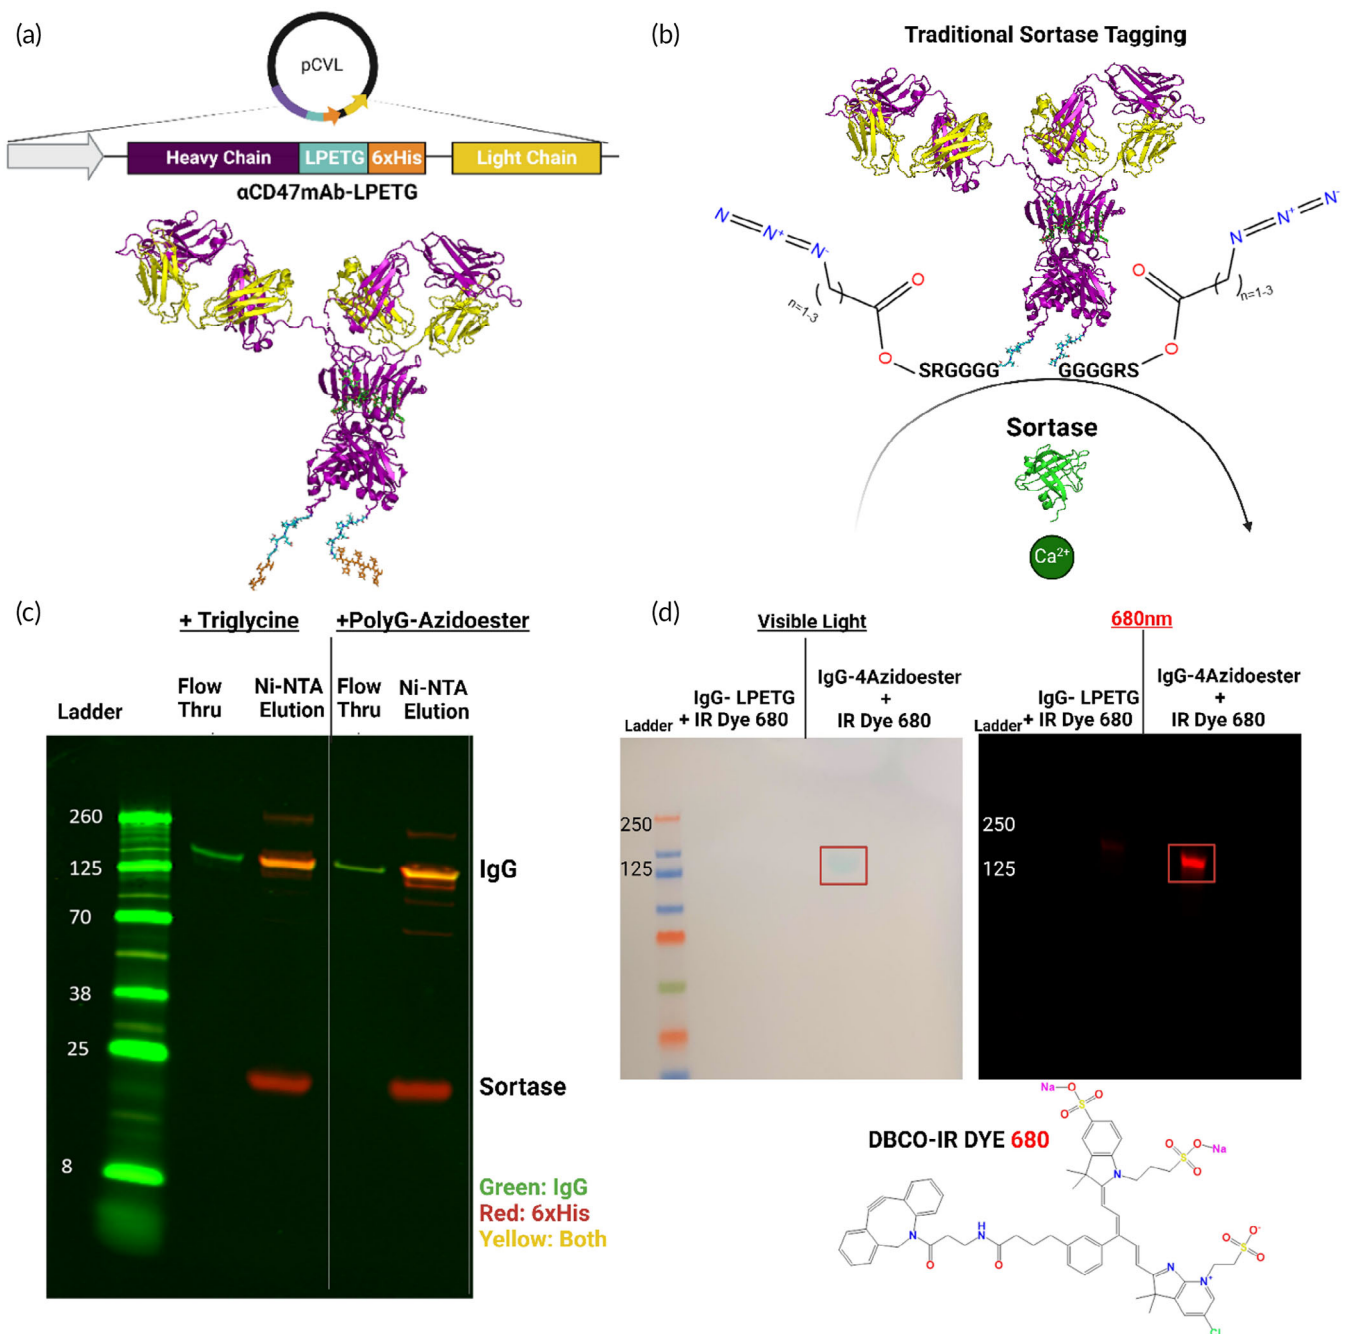 (a)
pCVL
Heavy Chain LPETG 6xHis Light Chain
αCD47mAb-LPETG
(b)
Traditional Sortase Tagging
N N⁺ N⁻
n=1-3
O
O
SRGGGG
N N⁺ N⁻
n=1-3
O
O
GGGGRS
Sortase
Ca²⁺
(c)
+ Triglycine +PolyG-Azidoester
Ladder
Flow Thru
Ni-NTA Elution
Flow Thru
Ni-NTA Elution
260
125
70
38
25
8
IgG
Sortase
Green: IgG
Red: 6xHis
Yellow: Both
(d)
Visible Light
Ladder
IgG- LPETG
+ IR Dye 680
IgG-4Azidoester
+
IR Dye 680
250
125
680nm
Ladder
IgG- LPETG
+ IR Dye 680
IgG-4Azidoester
+
IR Dye 680
250
125
DBCO-IR DYE 680
Na O
S O
O
N
O Na
S
O
O
N
O
H
N
O
N
N⁺
O⁻
S
O
O
Cl